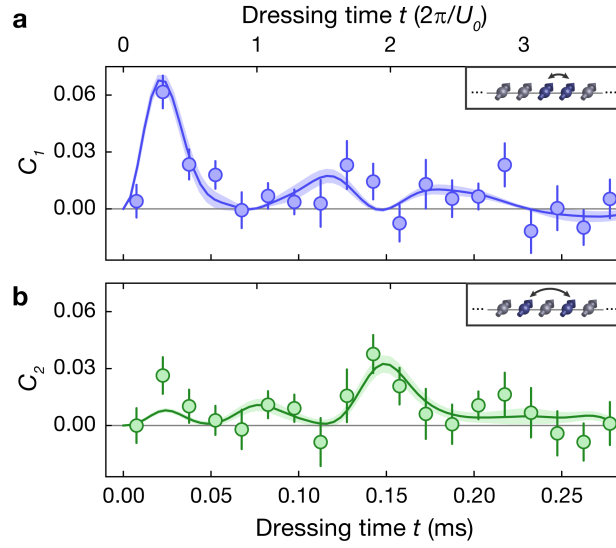 Dressing time t (2π/U₀)
a
0 1 2 3
0.06
0.03
0.00
C₁
... ...
b
0.06
0.03
0.00
C₂
... ...
0.00 0.05 0.10 0.15 0.20 0.25
Dressing time t (ms)